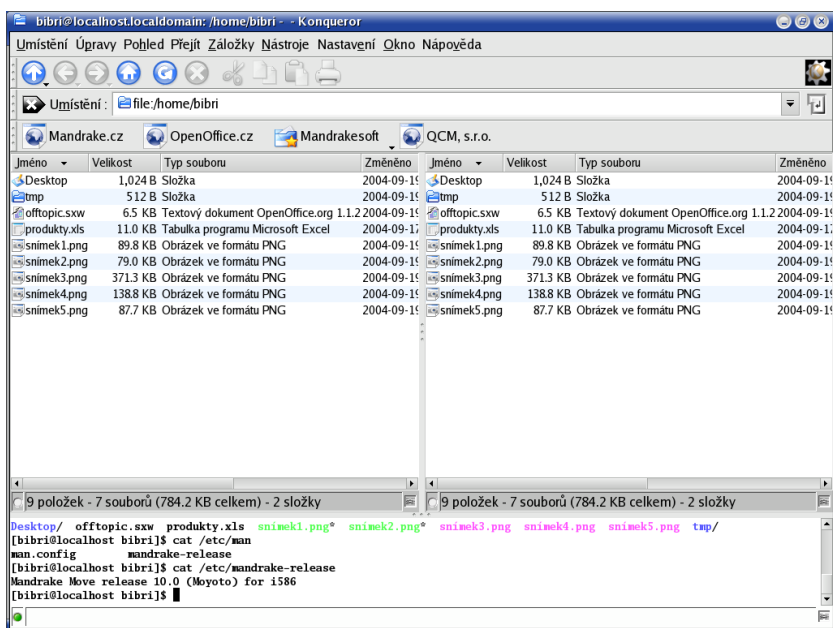 bibri@localhost.localdomain: /home/bibri - - Konqueror
Umístění Úpravy Pohled Přejít Záložky Nástroje Nastavení Okno Nápověda
Umístění : file:/home/bibri
Mandrake.cz OpenOffice.cz Mandrakesoft QCM, s.r.o.
Jméno Velikost Typ souboru Změněno Jméno Velikost Typ souboru Změněno
Desktop 1,024 B Složka 2004-09-19 Desktop 1,024 B Složka 2004-09-19
tmp 512 B Složka 2004-09-19 tmp 512 B Složka 2004-09-19
offtopic.sxw 6.5 KB Textový dokument OpenOffice.org 1.1.2 2004-09-19 offtopic.sxw 6.5 KB Textový dokument OpenOffice.org 1.1.2 2004-09-19
produkty.xls 11.0 KB Tabulka programu Microsoft Excel 2004-09-17 produkty.xls 11.0 KB Tabulka programu Microsoft Excel 2004-09-17
snímek1.png 89.8 KB Obrázek ve formátu PNG 2004-09-19 snímek1.png 89.8 KB Obrázek ve formátu PNG 2004-09-19
snímek2.png 79.0 KB Obrázek ve formátu PNG 2004-09-19 snímek2.png 79.0 KB Obrázek ve formátu PNG 2004-09-19
snímek3.png 371.3 KB Obrázek ve formátu PNG 2004-09-19 snímek3.png 371.3 KB Obrázek ve formátu PNG 2004-09-19
snímek4.png 138.8 KB Obrázek ve formátu PNG 2004-09-19 snímek4.png 138.8 KB Obrázek ve formátu PNG 2004-09-19
snímek5.png 87.7 KB Obrázek ve formátu PNG 2004-09-19 snímek5.png 87.7 KB Obrázek ve formátu PNG 2004-09-19
9 položek - 7 souborů (784.2 KB celkem) - 2 složky 9 položek - 7 souborů (784.2 KB celkem) - 2 složky
Desktop/ offtopic.sxw produkty.xls snímek1.png* snímek2.png* snímek3.png snímek4.png snímek5.png tmp/
[bibri@localhost bibri]$ cat /etc/man
man.config mandrake-release
[bibri@localhost bibri]$ cat /etc/mandrake-release
Mandrake Move release 10.0 (Moyoto) for i586
[bibri@localhost bibri]$